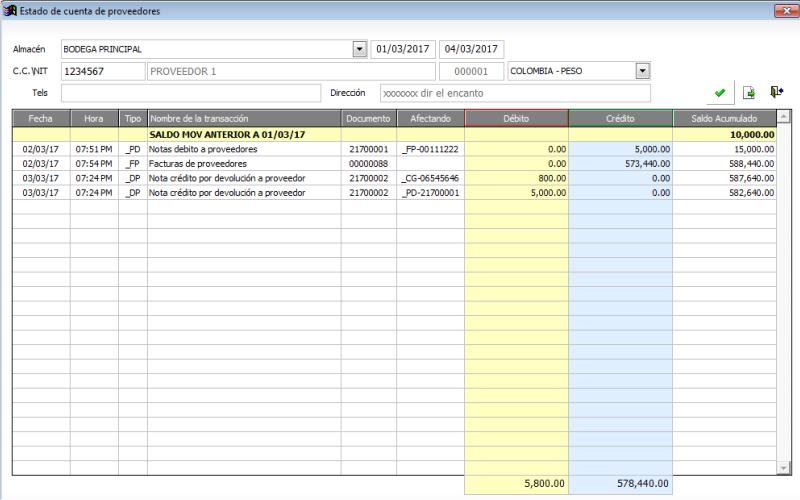 Estado de cuenta de proveedores
Almacén BODEGA PRINCIPAL 01/03/2017 04/03/2017
C.C.\NIT 1234567 PROVEEDOR 1 000001 COLOMBIA - PESO
Tels Dirección xxxxxxx dir el encanto
Fecha Hora Tipo Nombre de la transacción Documento Afectando Débito Crédito Saldo Acumulado
SALDO MOV ANTERIOR A 01/03/17 10,000.00
02/03/17 07:51 PM _PD Notas debito a proveedores 21700001 _FP-00111222 0.00 5,000.00 15,000.00
02/03/17 07:54 PM _FP Facturas de proveedores 00000088 0.00 573,440.00 588,440.00
03/03/17 07:24 PM _DP Nota crédito por devolución a proveedor 21700002 _CG-06545646 800.00 0.00 587,640.00
03/03/17 07:24 PM _DP Nota crédito por devolución a proveedor 21700002 _PD-21700001 5,000.00 0.00 582,640.00
5,800.00 578,440.00